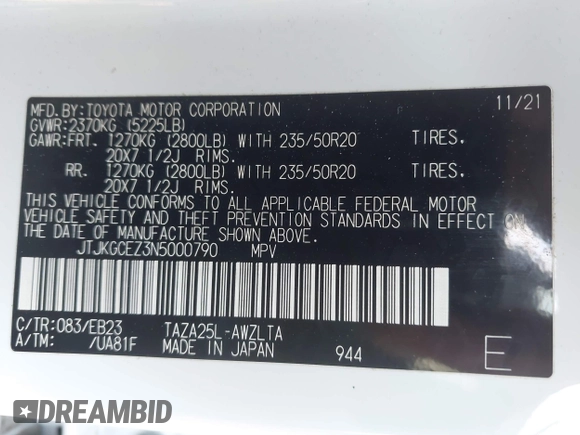 MFD.BY:TOYOTA MOTOR CORPORATION 11/21
GVWR:2370KG (5225LB)
GAWR:FRT. 1270KG (2800LB) WITH 235/50R20 TIRES.
20X7 1/2J RIMS.
RR. 1270KG (2800LB) WITH 235/50R20 TIRES.
20X7 1/2J RIMS.
THIS VEHICLE CONFORMS TO ALL APPLICABLE FEDERAL MOTOR
VEHICLE SAFETY AND THEFT PREVENTION STANDARDS IN EFFECT ON
THE DATE OF MANUFACTURE SHOWN ABOVE.
JTJKGCEZ3N5000790 MPV
C/TR:083/EB23 TAZA25L-AWZLTA
A/TM: /UA81F MADE IN JAPAN 944 E
DREAMBID